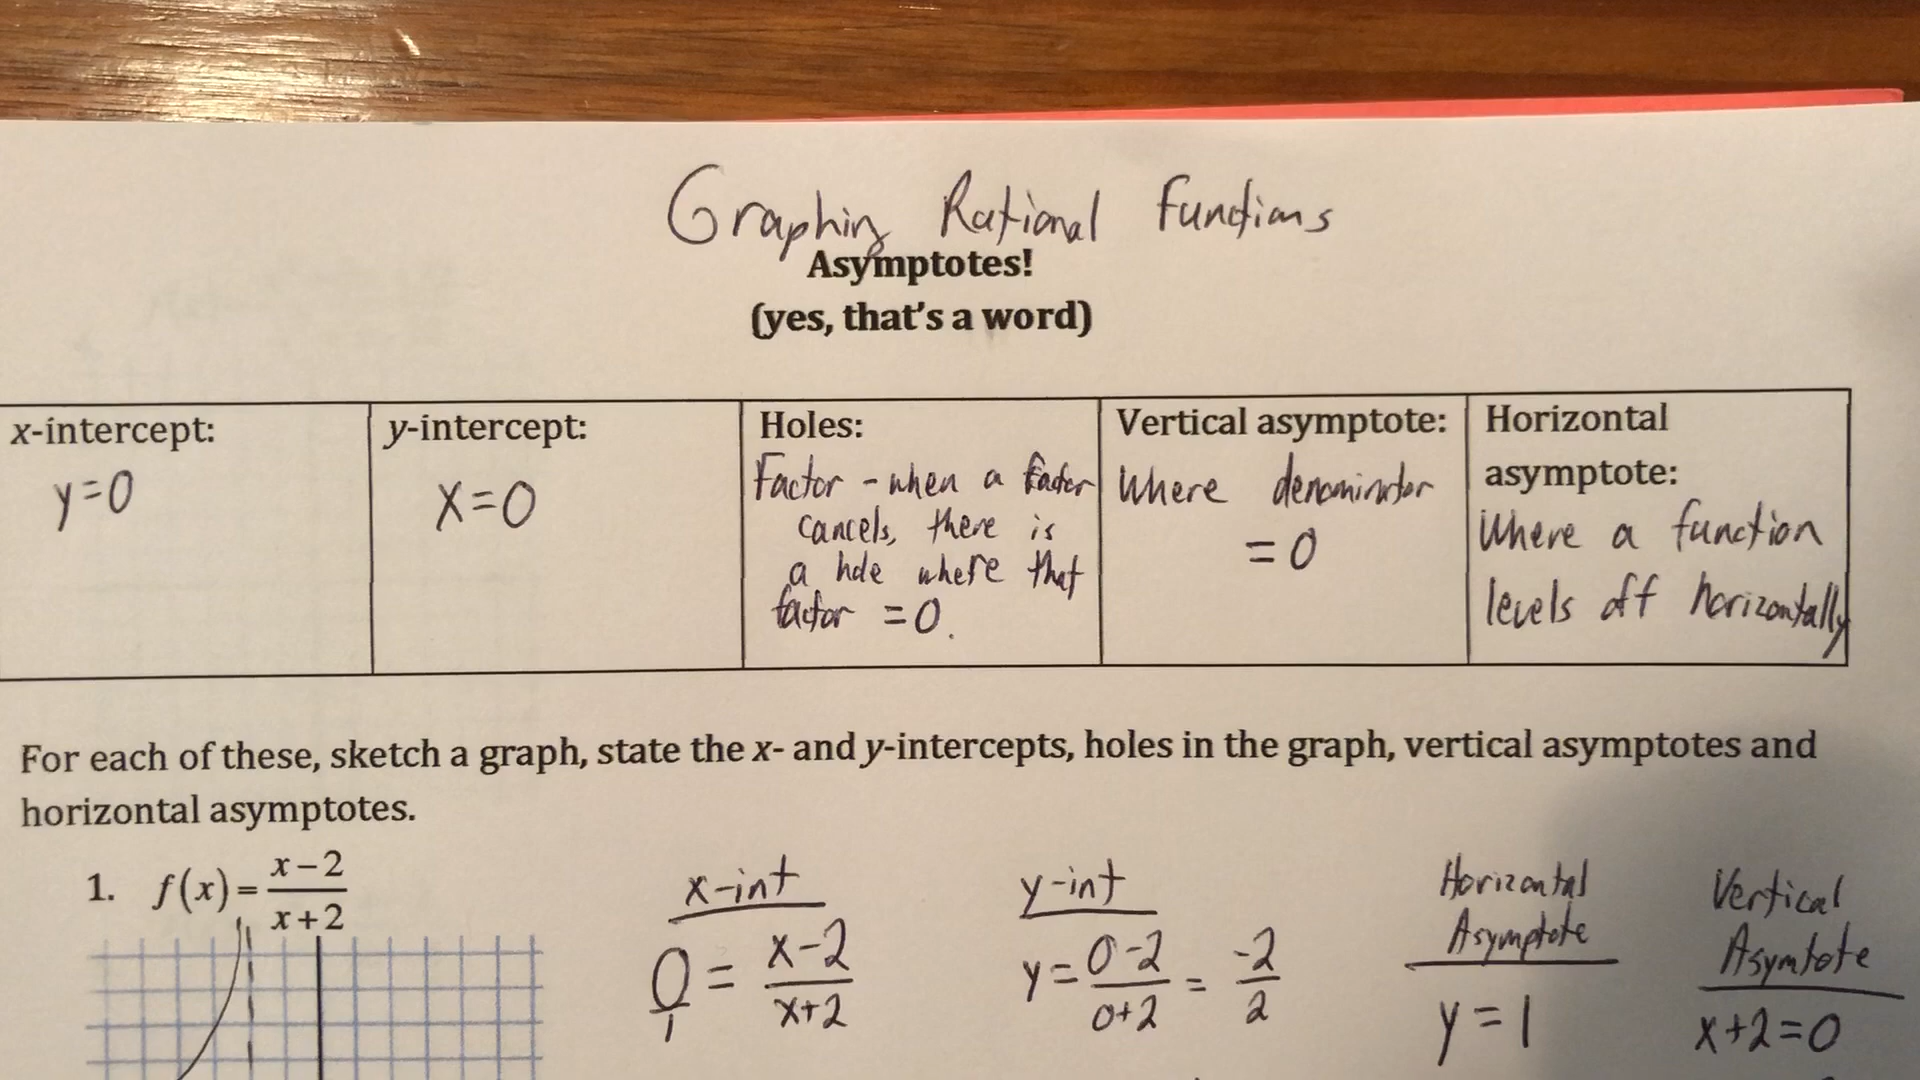 Graphing Rational Functions
Asymptotes!
(yes, that's a word)
x-intercept:
y=0
y-intercept:
x=0
Holes:
Factor - when a factor
cancels, there is
a hole where that
factor =0.
Vertical asymptote:
Where denominator
=0
Horizontal
asymptote:
Where a function
levels off horizontally
For each of these, sketch a graph, state the x- and y-intercepts, holes in the graph, vertical asymptotes and
horizontal asymptotes.
1. f(x)= (x-2)/(x+2)
x-int
0/1 = (x-2)/(x+2)
y-int
y= (0-2)/(0+2) = -2/2
Horizontal
Asymptote
y=1
Vertical
Asymtote
x+2=0